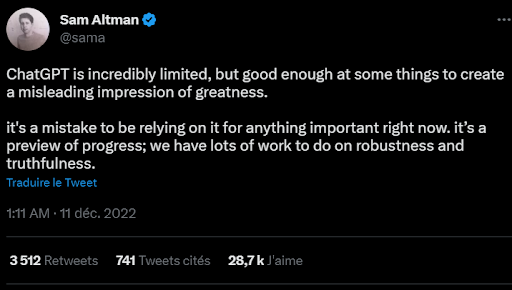 Sam Altman
@sama
ChatGPT is incredibly limited, but good enough at some things to create
a misleading impression of greatness.
it's a mistake to be relying on it for anything important right now. it’s a
preview of progress; we have lots of work to do on robustness and
truthfulness.
Traduire le Tweet
1:11 AM · 11 déc. 2022
3 512 Retweets 741 Tweets cités 28,7 k J'aime